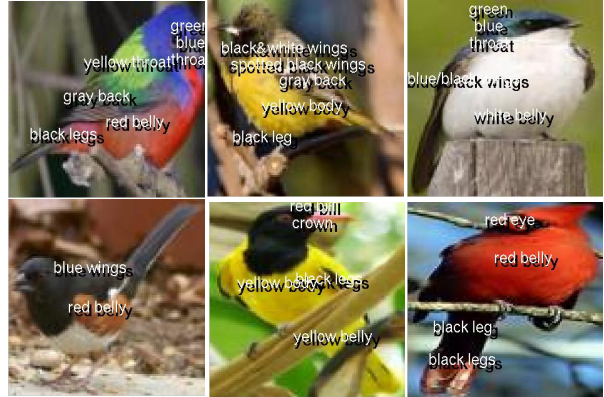 green
blue
throat
yellow throat
gray back
red belly
black legs
black&white wings
spotted black wings
gray back
yellow body
black leg
green
blue
throat
blue/black wings
white belly
blue wings
red belly
red bill
crown
black legs
yellow body
yellow belly
red eye
red belly
black leg
black legs